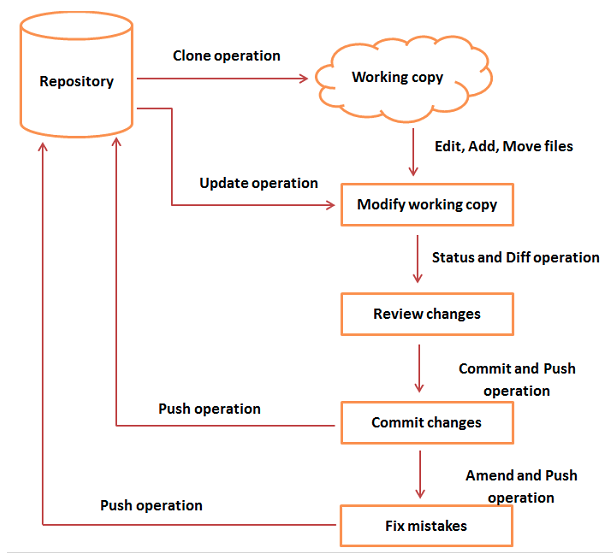 Clone operation
Repository
Working copy
Edit, Add, Move files
Update operation
Modify working copy
Status and Diff operation
Review changes
Commit and Push
operation
Push operation
Commit changes
Amend and Push
operation
Push operation
Fix mistakes